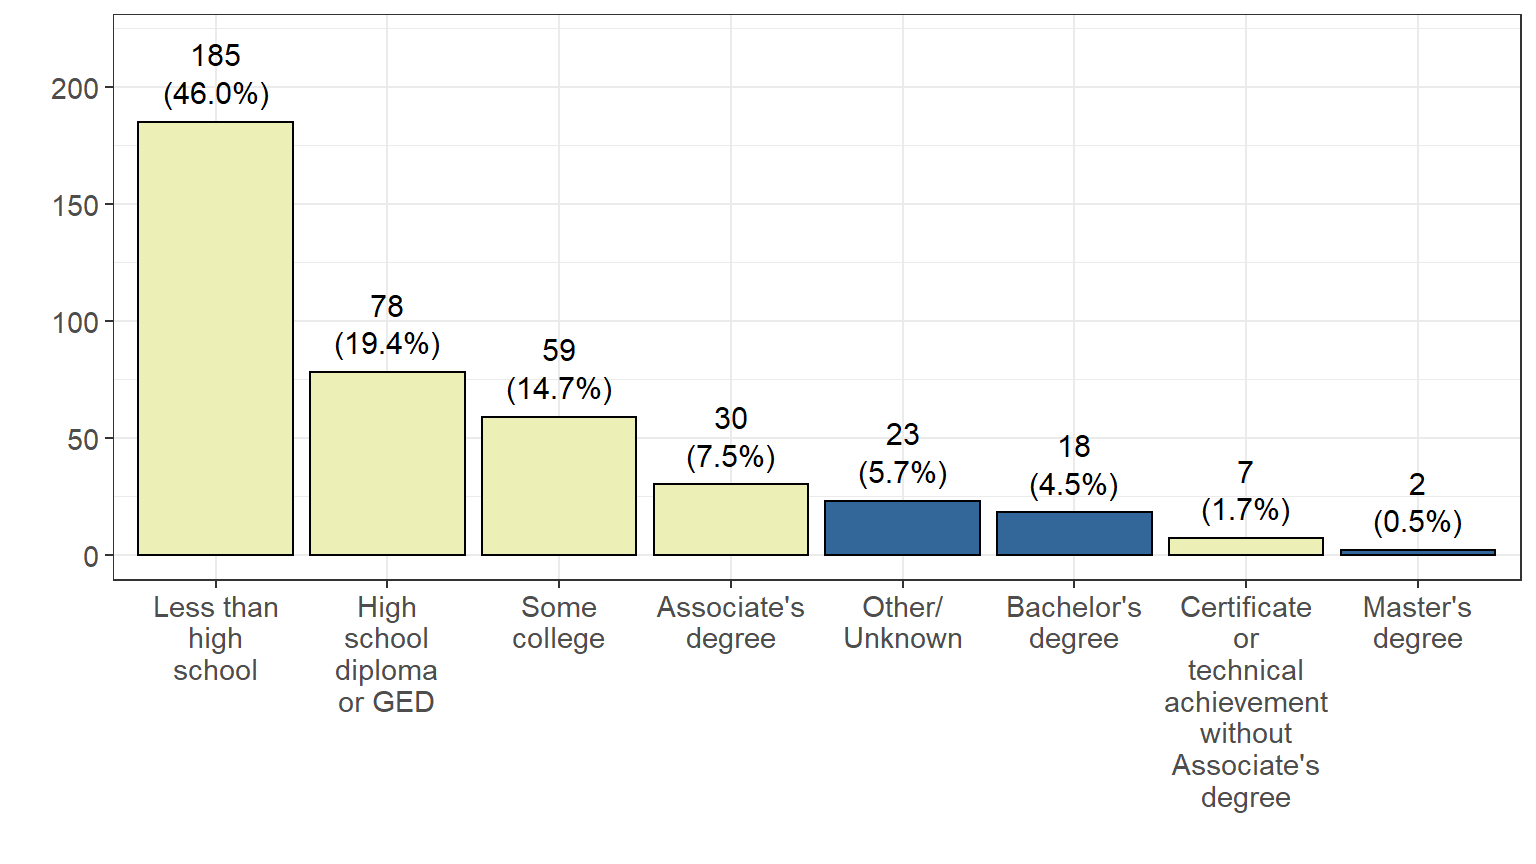 185
(46.0%)
78
(19.4%)
59
(14.7%)
30
(7.5%)
23
(5.7%)
18
(4.5%)
7
(1.7%)
2
(0.5%)
200
150
100
50
0
Less than
high
school
High
school
diploma
or GED
Some
college
Associate's
degree
Other/
Unknown
Bachelor's
degree
Certificate
or
technical
achievement
without
Associate's
degree
Master's
degree